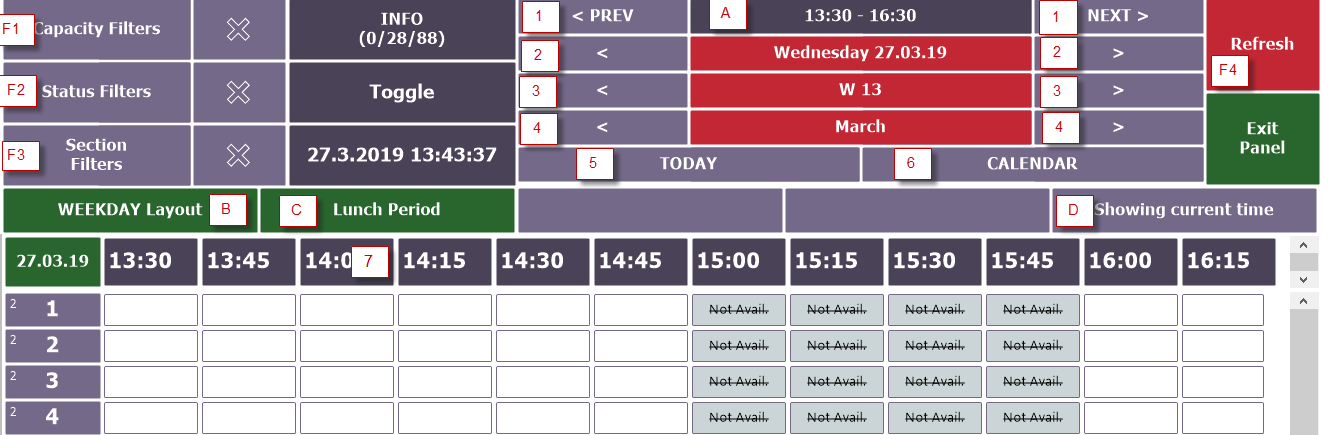 F1 Capacity Filters
INFO
(0/28/88)
1 < PREV A 13:30 - 16:30 1 NEXT >
2 < Wednesday 27.03.19 2 >
F2 Status Filters
Toggle
3 < W 13 3 >
4 < March 4 >
Refresh
F4
F3 Section
Filters
27.3.2019 13:43:37
5 TODAY 6 CALENDAR
Exit
Panel
WEEKDAY Layout B C Lunch Period D Showing current time
27.03.19 13:30 13:45 14:0 7 14:15 14:30 14:45 15:00 15:15 15:30 15:45 16:00 16:15
2 1 Not Avail. Not Avail. Not Avail. Not Avail.
2 2 Not Avail. Not Avail. Not Avail. Not Avail.
2 3 Not Avail. Not Avail. Not Avail. Not Avail.
2 4 Not Avail. Not Avail. Not Avail. Not Avail.